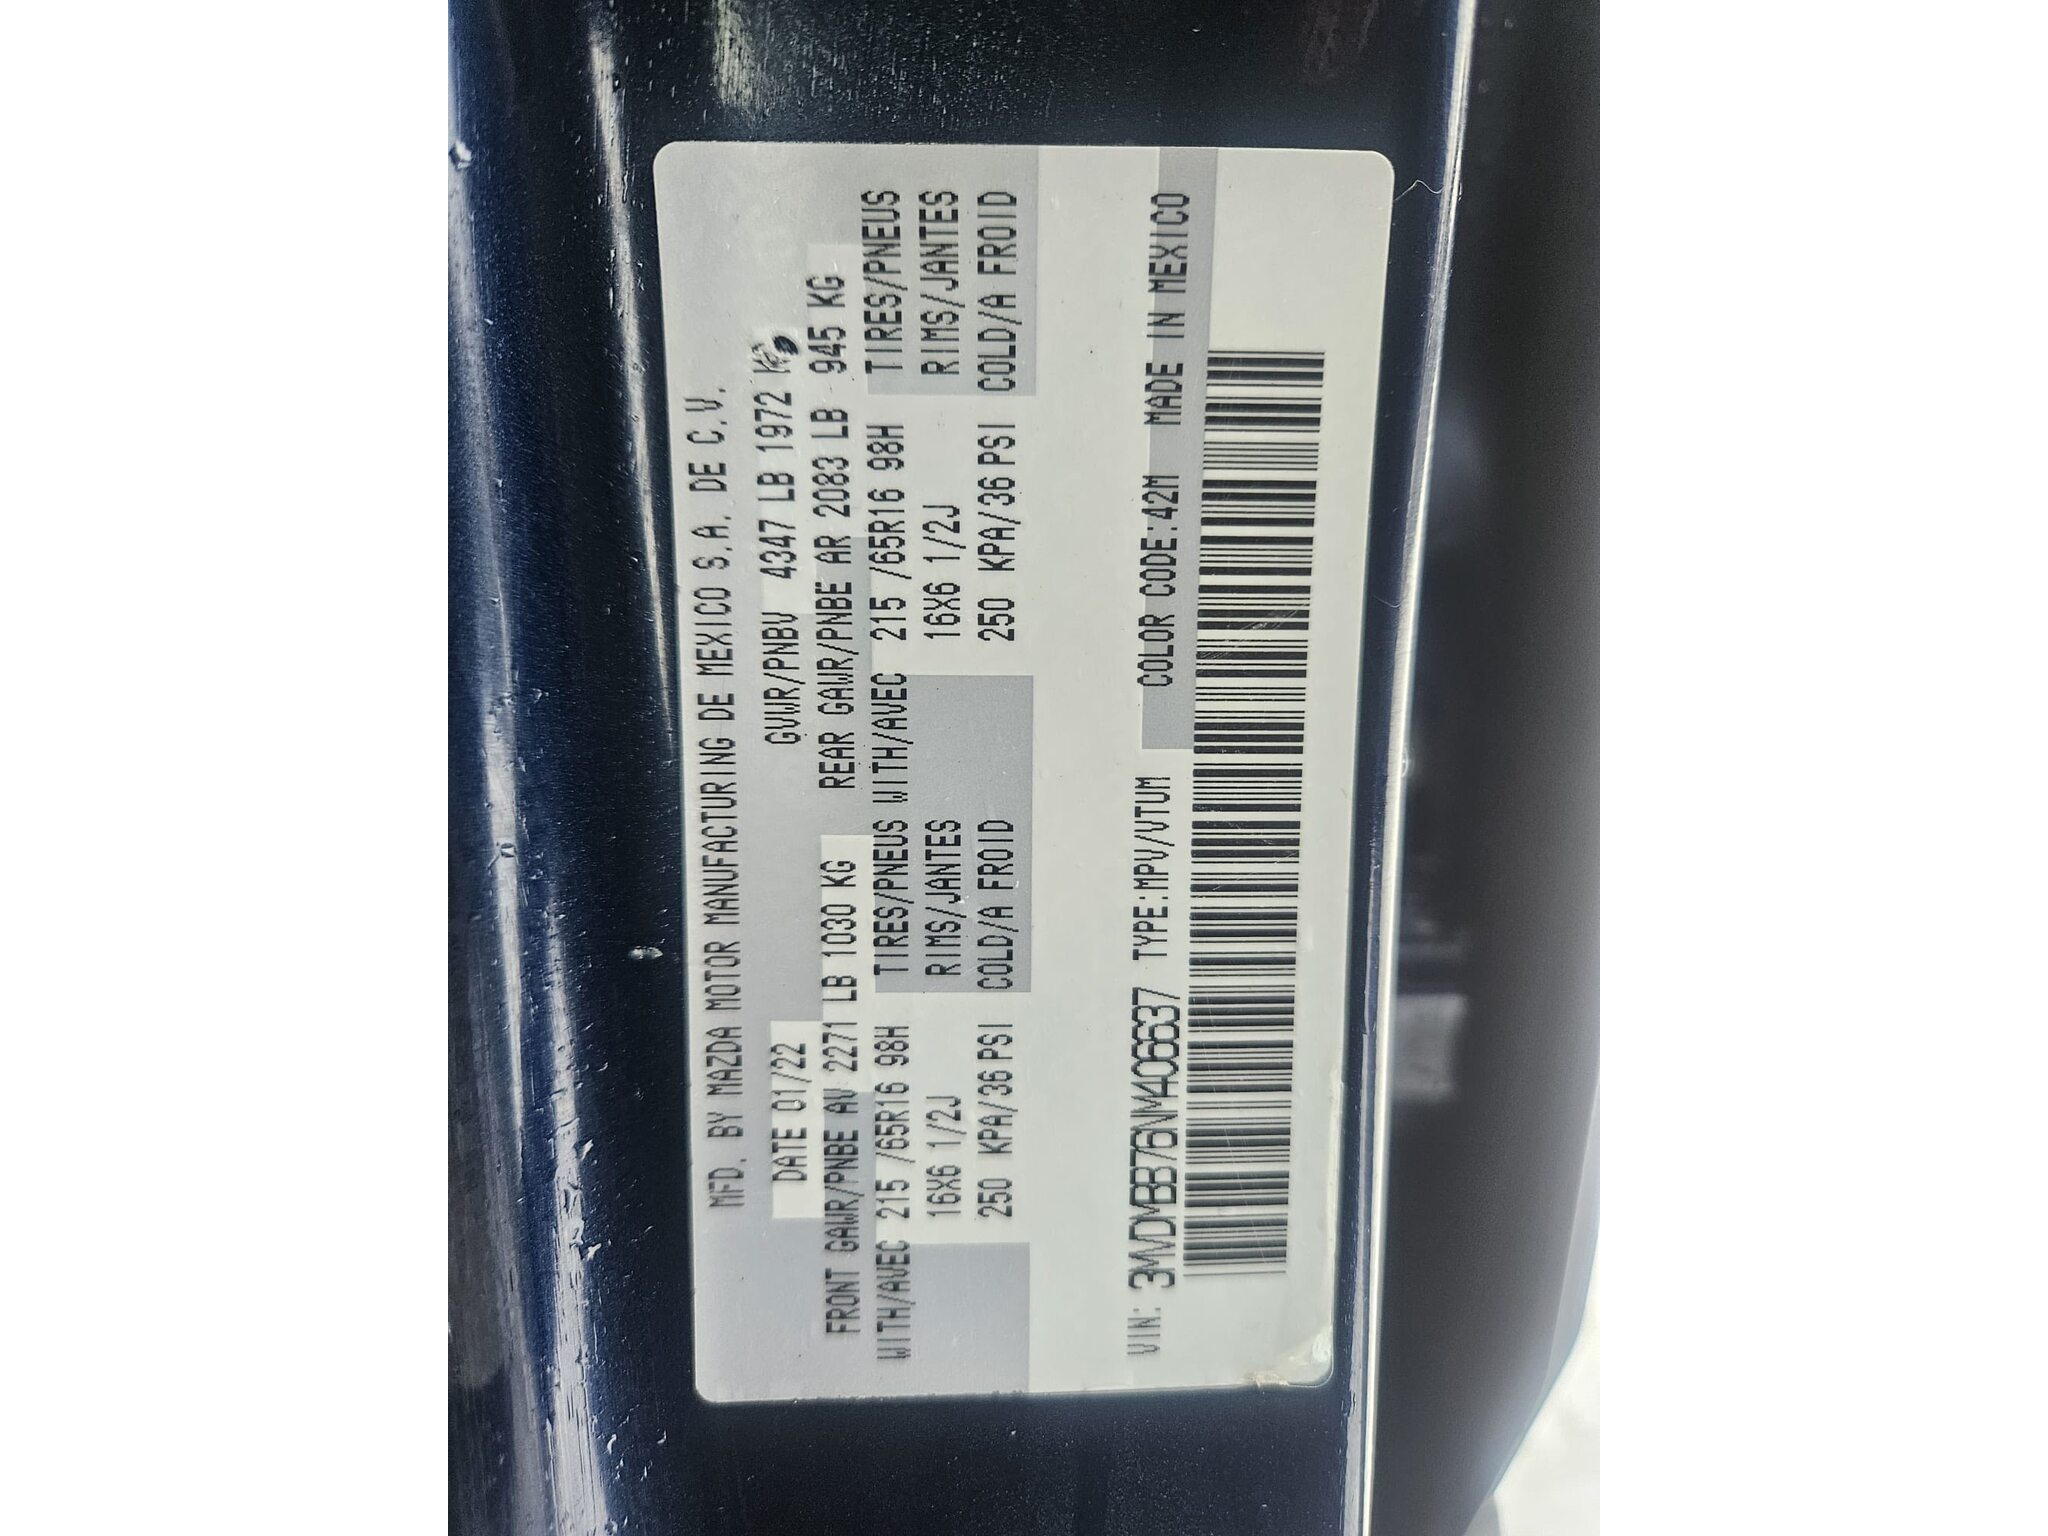 MFD. BY MAZDA MOTOR MANUFACTURING DE MEXICO S.A. DE C.V.
DATE 01/22 GVWR/PNBV 4347 LB 1972 KG
FRONT GAWR/PNBE AV 2271 LB 1030 KG REAR GAWR/PNBE AR 2083 LB 945 KG
WITH/AVEC 215 /65R16 98H TIRES/PNEUS WITH/AVEC 215 /65R16 98H TIRES/PNEUS
16X6 1/2J RIMS/JANTES 16X6 1/2J RIMS/JANTES
250 KPA/36 PSI COLD/A FROID 250 KPA/36 PSI COLD/A FROID
VIN: 3MVDMBB76NM406637 TYPE:MPV/VTUM COLOR CODE:42M MADE IN MEXICO